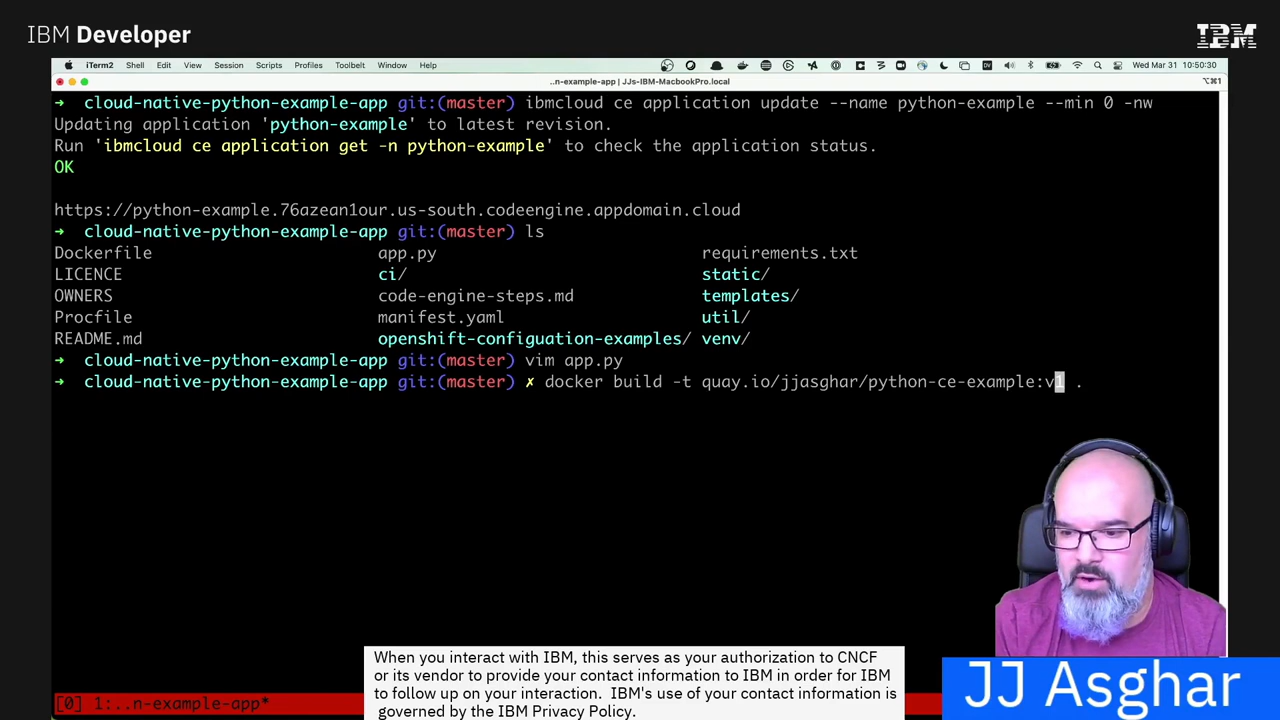 IBM Developer
IBM
iTerm2 Shell Edit View Session Scripts Profiles Toolbelt Window Help
Wed Mar 31 10:50:30
..n-example-app | JJs-IBM-MacbookPro.local
⌥⌘1
➜ cloud-native-python-example-app git:(master) ibmcloud ce application update --name python-example --min 0 -nw
Updating application 'python-example' to latest revision.
Run 'ibmcloud ce application get -n python-example' to check the application status.
OK
https://python-example.76azean1our.us-south.codeengine.appdomain.cloud
➜ cloud-native-python-example-app git:(master) ls
Dockerfile app.py requirements.txt
LICENCE ci/ static/
OWNERS code-engine-steps.md templates/
Procfile manifest.yaml util/
README.md openshift-configuation-examples/ venv/
➜ cloud-native-python-example-app git:(master) vim app.py
➜ cloud-native-python-example-app git:(master) ✗ docker build -t quay.io/jjasghar/python-ce-example:v1 .
[0] 1:..n-example-app*
When you interact with IBM, this serves as your authorization to CNCF
or its vendor to provide your contact information to IBM in order for IBM
to follow up on your interaction. IBM's use of your contact information is
governed by the IBM Privacy Policy.
JJ Asghar